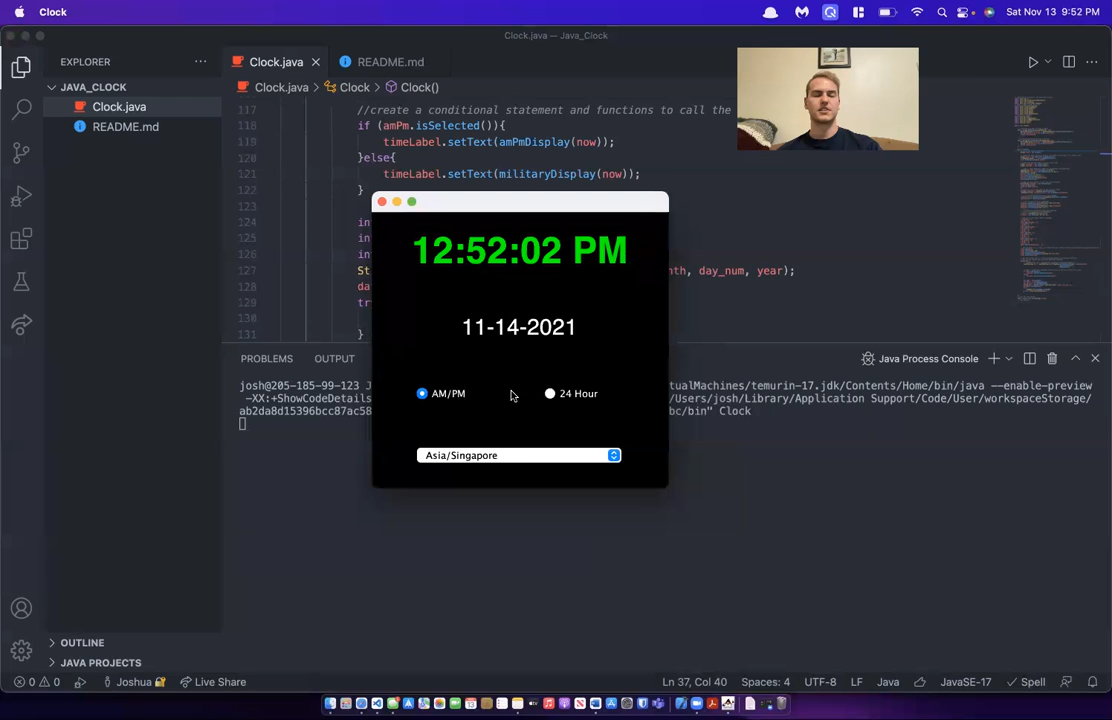 Clock
Sat Nov 13 9:52 PM
Clock.java — Java_Clock
EXPLORER
JAVA_CLOCK
Clock.java
README.md
Clock.java
README.md
Clock.java > Clock > Clock()
117 //create a conditional statement and functions to call the
118 if (amPm.isSelected()){
119 timeLabel.setText(amPmDisplay(now));
120 }else{
121 timeLabel.setText(militaryDisplay(now));
122 }
123
124 in
125 in
126 in
127 St nth, day_num, year);
128 da
129 tr
130
131 }
12:52:02 PM
11-14-2021
AM/PM
24 Hour
Asia/Singapore
PROBLEMS OUTPUT
Java Process Console
josh@205-185-99-123 J tualMachines/temurin-17.jdk/Contents/Home/bin/java --enable-preview
-XX:+ShowCodeDetails /Users/josh/Library/Application Support/Code/User/workspaceStorage/
ab2da8d15396bcc87ac58 bc/bin" Clock
OUTLINE
JAVA PROJECTS
0 0 Joshua Live Share
Ln 37, Col 40 Spaces: 4 UTF-8 LF Java JavaSE-17 Spell